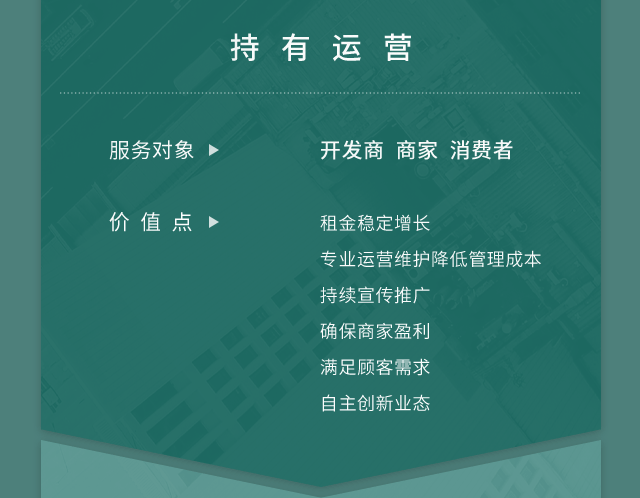 持有运营
服务对象 ▶ 开发商 商家 消费者
价值点 ▶ 租金稳定增长
专业运营维护降低管理成本
持续宣传推广
确保商家盈利
满足顾客需求
自主创新业态